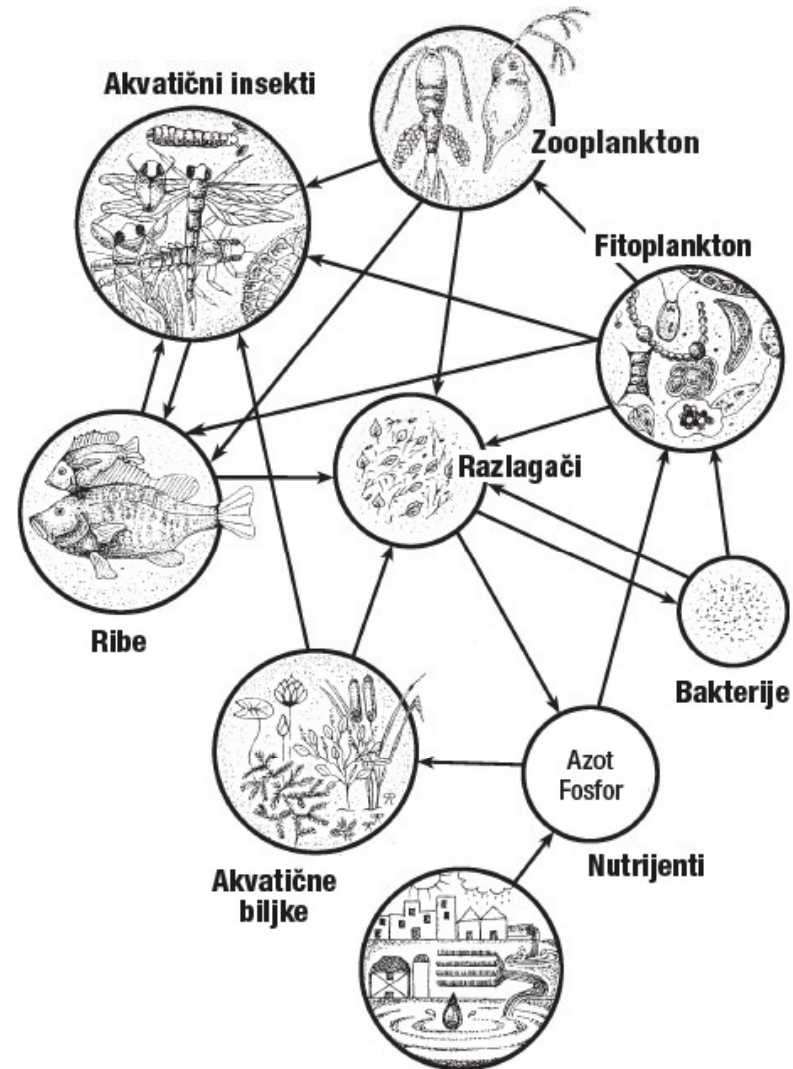 Akvatični insekti
Zooplankton
Fitoplankton
Razlagači
Ribe
Bakterije
Azot
Fosfor
Nutrijenti
Akvatične
biljke